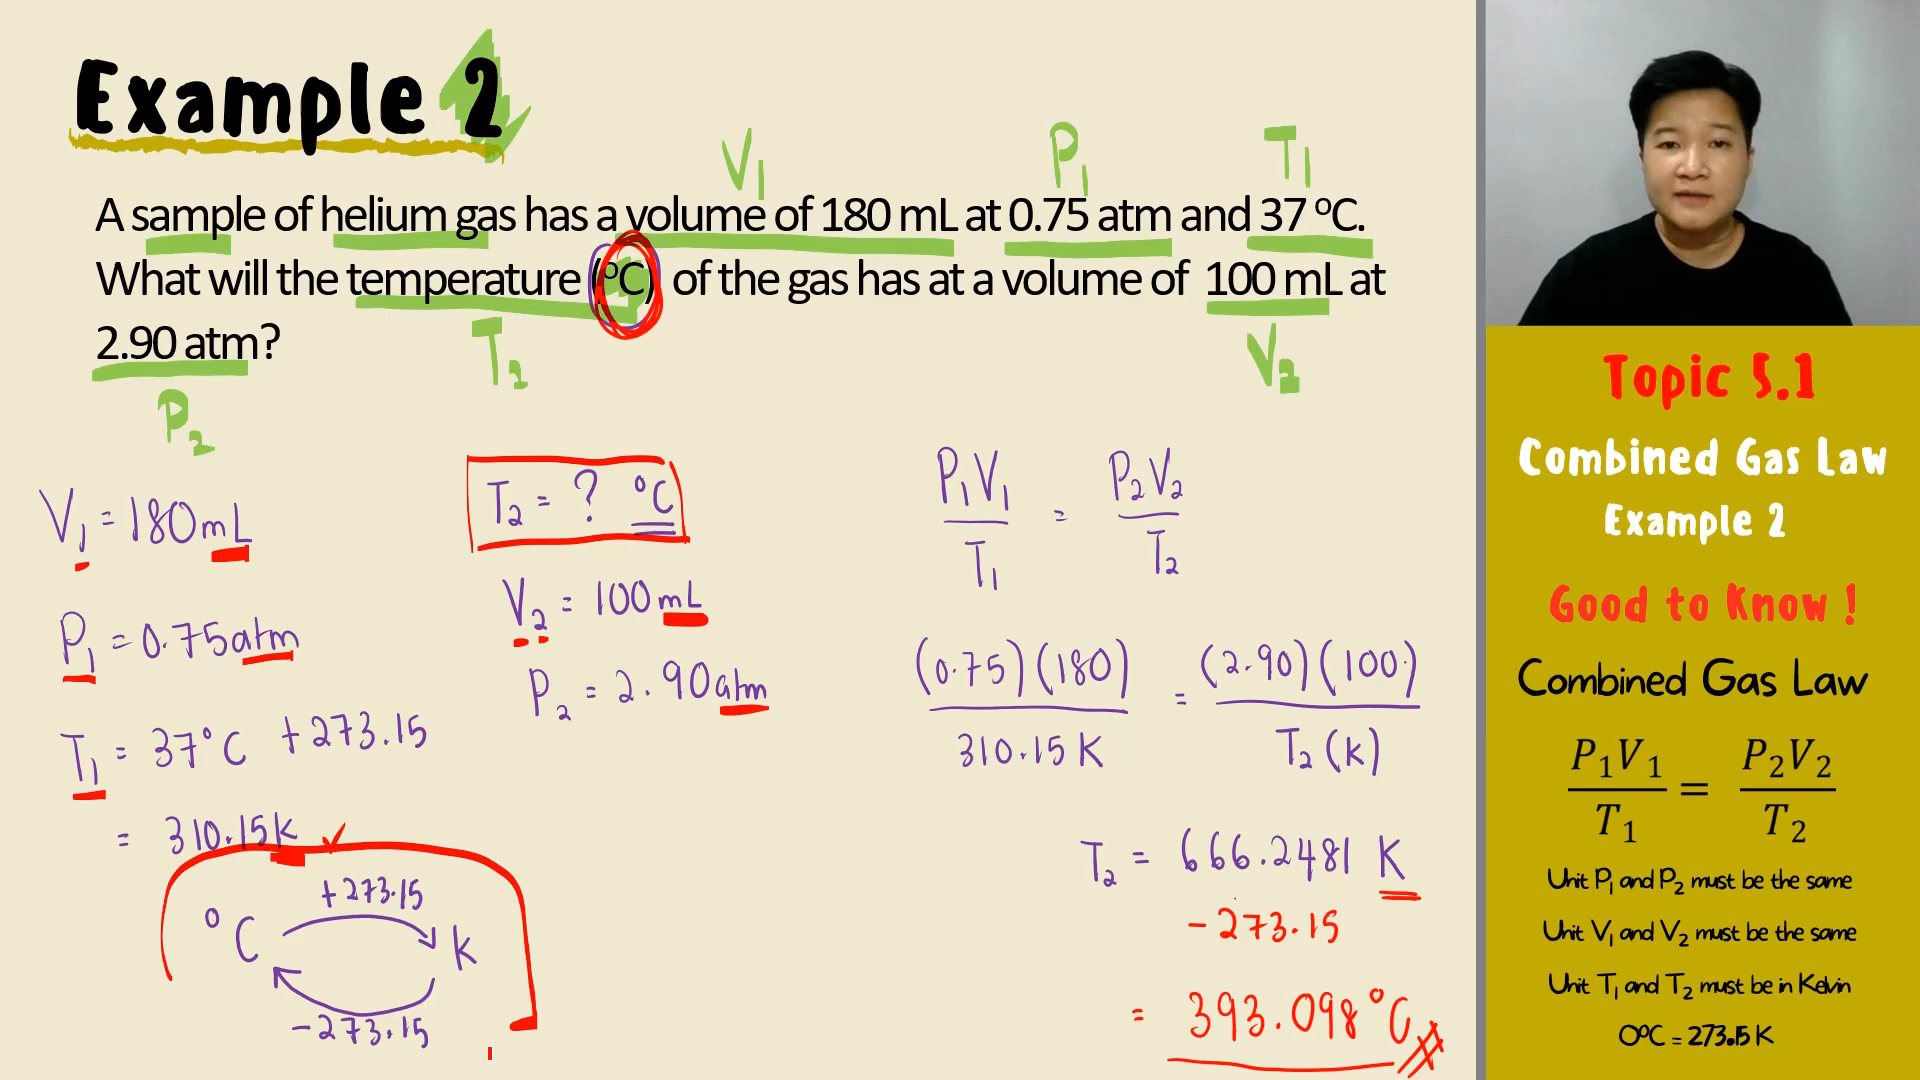 Example 2
V₁ P₁ T₁
A sample of helium gas has a volume of 180 mL at 0.75 atm and 37 ºC.
What will the temperature (ºC) of the gas has at a volume of 100 mL at
2.90 atm?
T₂ V₂
P₂
V₁ = 180mL
P₁ = 0.75atm
T₁ = 37°C +273.15
= 310.15K ✓
+273.15
°C K
-273.15
T₂ = ? °C
V₂ = 100mL
P₂ = 2.90atm
P₁V₁ / T₁ = P₂V₂ / T₂
(0.75)(180) / 310.15 K = (2.90)(100) / T₂ (K)
T₂ = 666.2481 K
-273.15
= 393.098°C
Topic 5.1
Combined Gas Law
Example 2
Good to Know !
Combined Gas Law
P₁V₁ / T₁ = P₂V₂ / T₂
Unit P₁ and P₂ must be the same
Unit V₁ and V₂ must be the same
Unit T₁ and T₂ must be in Kelvin
0ºC = 273.15 K